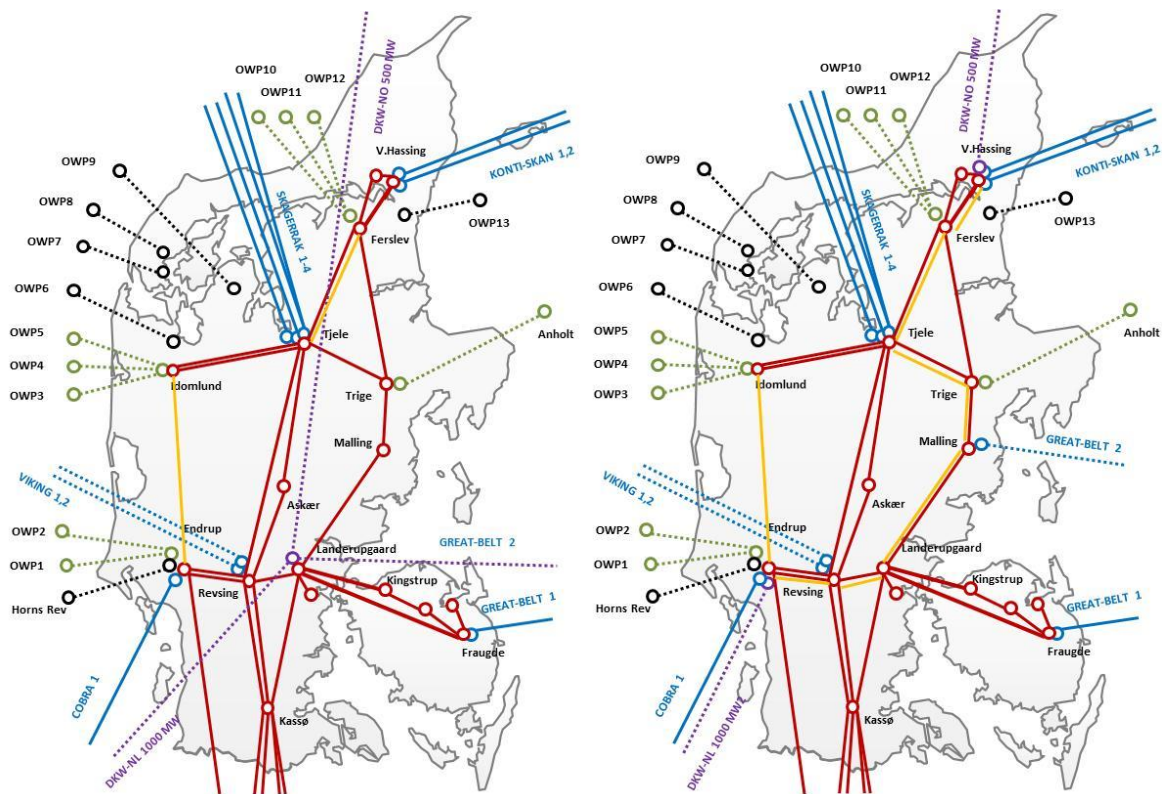 OWP10
OWP12
OWP11
DKW-NO 500 MW
V.Hassing
OWP9
KONTI-SKAN 1,2
OWP8
SKAGERRAK 1-4
OWP13
OWP7
Ferslev
OWP6
OWP5
Tjele
Anholt
OWP4
Idomlund
OWP3
Trige
Malling
VIKING 1,2
Askær
OWP2
Endrup
Landerupgaard
GREAT-BELT 2
OWP1
Revsing
Kingstrup
Horns Rev
GREAT-BELT 1
Fraugde
COBRA 1
Kassø
DKW-NL 1000 MW
OWP10
OWP12
OWP11
DKW-NO 500 MW
V.Hassing
OWP9
KONTI-SKAN 1,2
OWP8
SKAGERRAK 1-4
OWP13
OWP7
Ferslev
OWP6
OWP5
Tjele
Anholt
OWP4
Idomlund
OWP3
Trige
Malling
GREAT-BELT 2
VIKING 1,2
Askær
OWP2
Endrup
Landerupgaard
OWP1
Revsing
Kingstrup
Horns Rev
GREAT-BELT 1
Fraugde
COBRA 1
Kassø
DKW-NL 1000 MW2